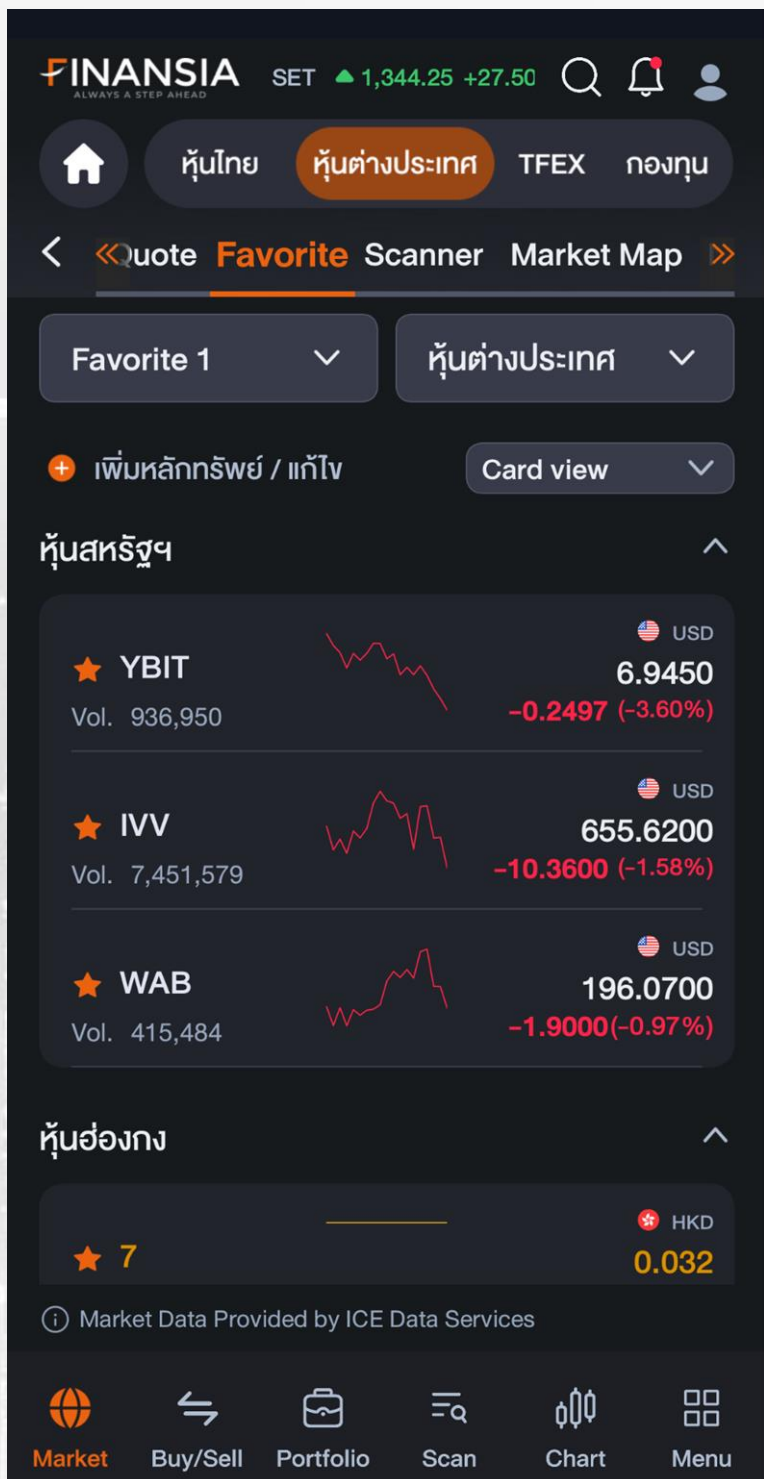 FINANSIA SET ▲ 1,344.25 +27.50
ALWAYS A STEP AHEAD
หุ้นไทย หุ้นต่างประเทศ TFEX กองทุน
Quote Favorite Scanner Market Map
Favorite 1 หุ้นต่างประเทศ
เพิ่มหลักทรัพย์ / แก้ไข Card view
หุ้นสหรัฐฯ
USD
YBIT 6.9450
Vol. 936,950 -0.2497 (-3.60%)
USD
IVV 655.6200
Vol. 7,451,579 -10.3600 (-1.58%)
USD
WAB 196.0700
Vol. 415,484 -1.9000(-0.97%)
หุ้นฮ่องกง
HKD
7 0.032
Market Data Provided by ICE Data Services
Market Buy/Sell Portfolio Scan Chart Menu